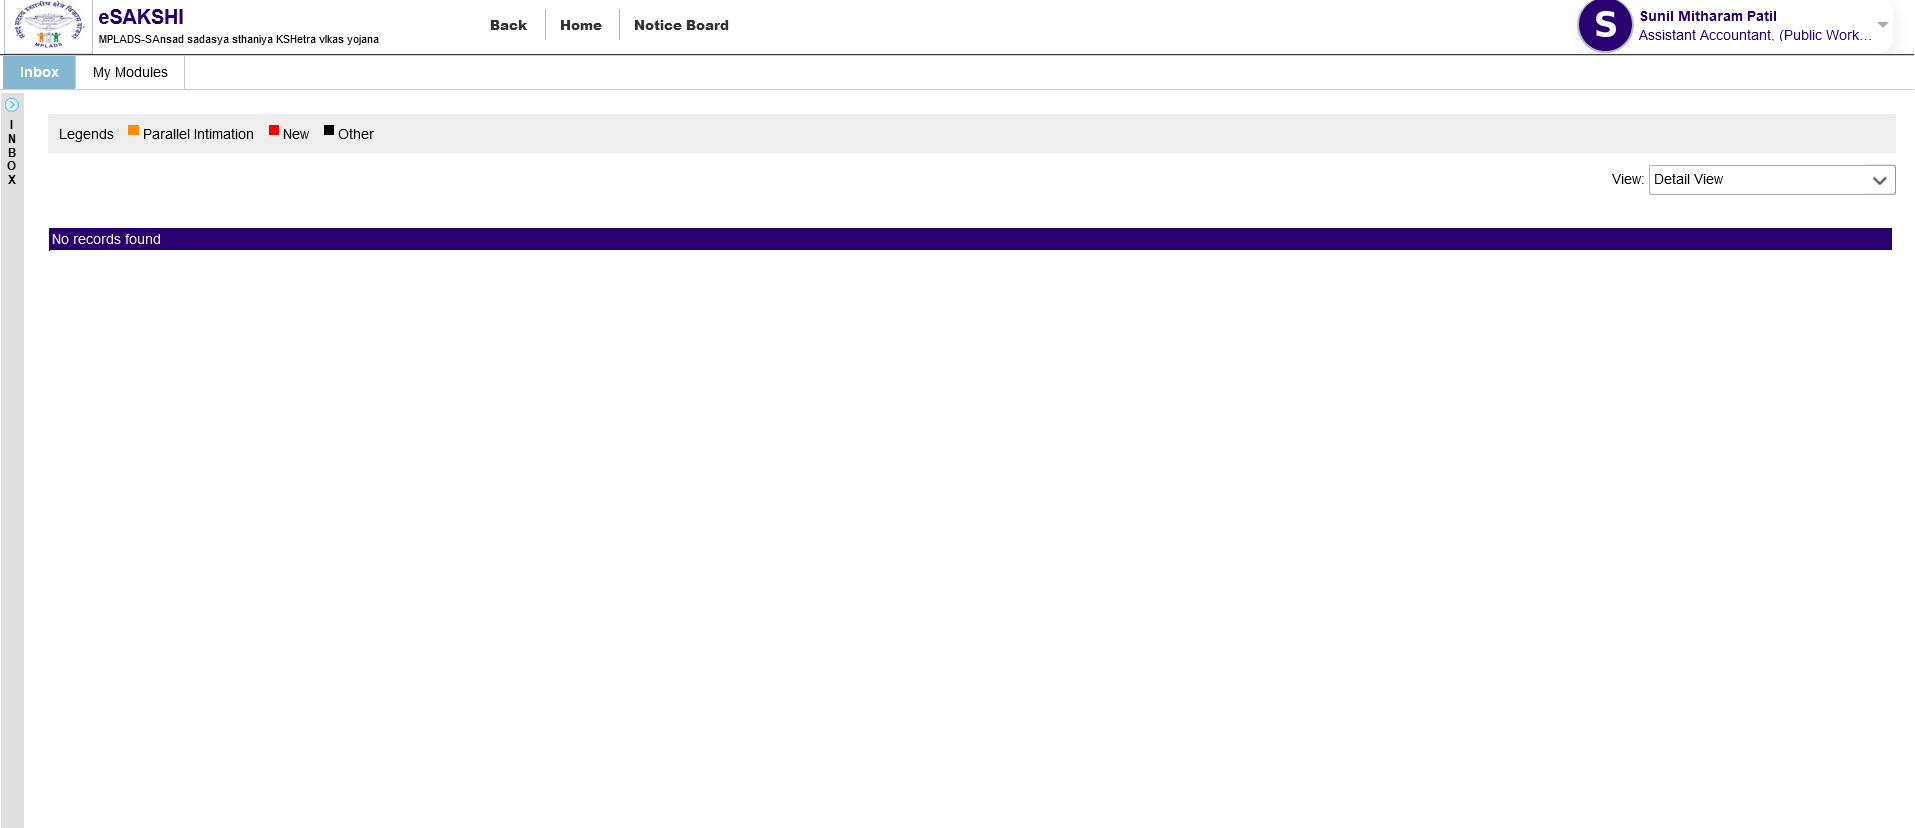 eSAKSHI
MPLADS-SAnsad sadasya sthaniya KSHetra vIkas yojana
Back
Home
Notice Board
S
Sunil Mitharam Patil
Assistant Accountant, (Public Work...
MPLADS
Inbox
My Modules
INBOX
Legends
Parallel Intimation
New
Other
View:
Detail View
No records found